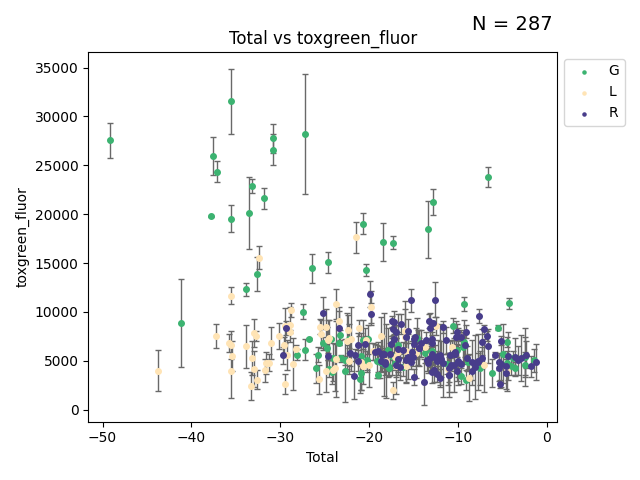 N = 287
Total vs toxgreen_fluor
G
L
R
toxgreen_fluor
35000
30000
25000
20000
15000
10000
5000
0
−50
−40
−30
−20
−10
0
Total